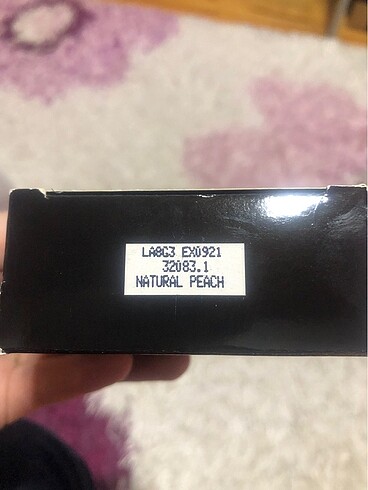 LA8G3 EX0921
32083.1
NATURAL PEACH